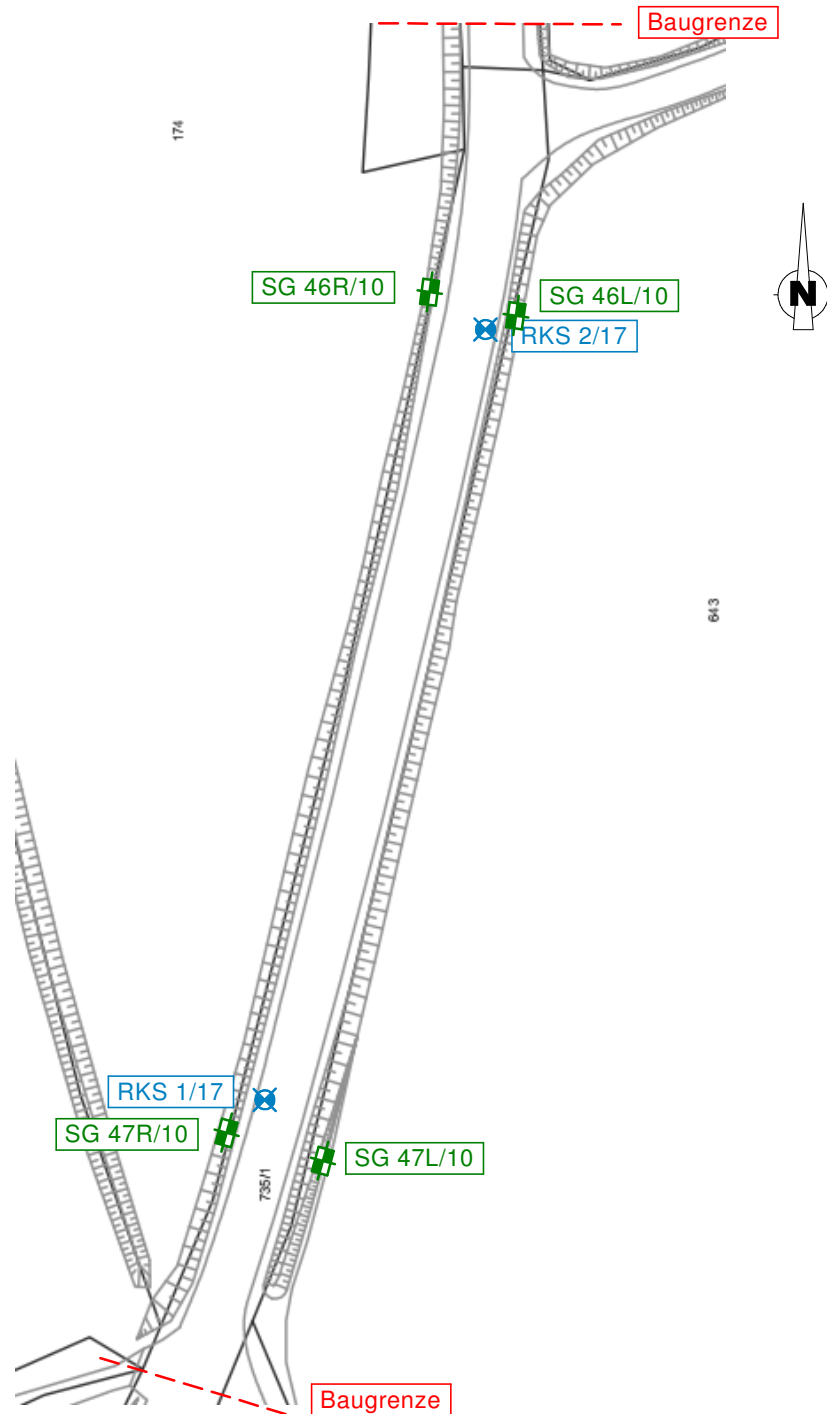 Baugrenze
174
SG 46R/10
SG 46L/10
N
RKS 2/17
643
RKS 1/17
SG 47R/10
SG 47L/10
735/1
Baugrenze